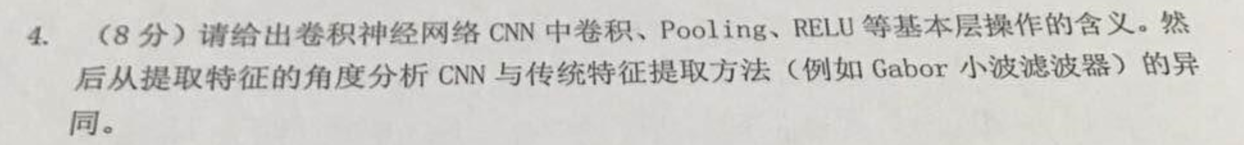 4. （8 分）请给出卷积神经网络 CNN 中卷积、Pooling、RELU 等基本层操作的含义。然
后从提取特征的角度分析 CNN 与传统特征提取方法（例如 Gabor 小波滤波器）的异
同。